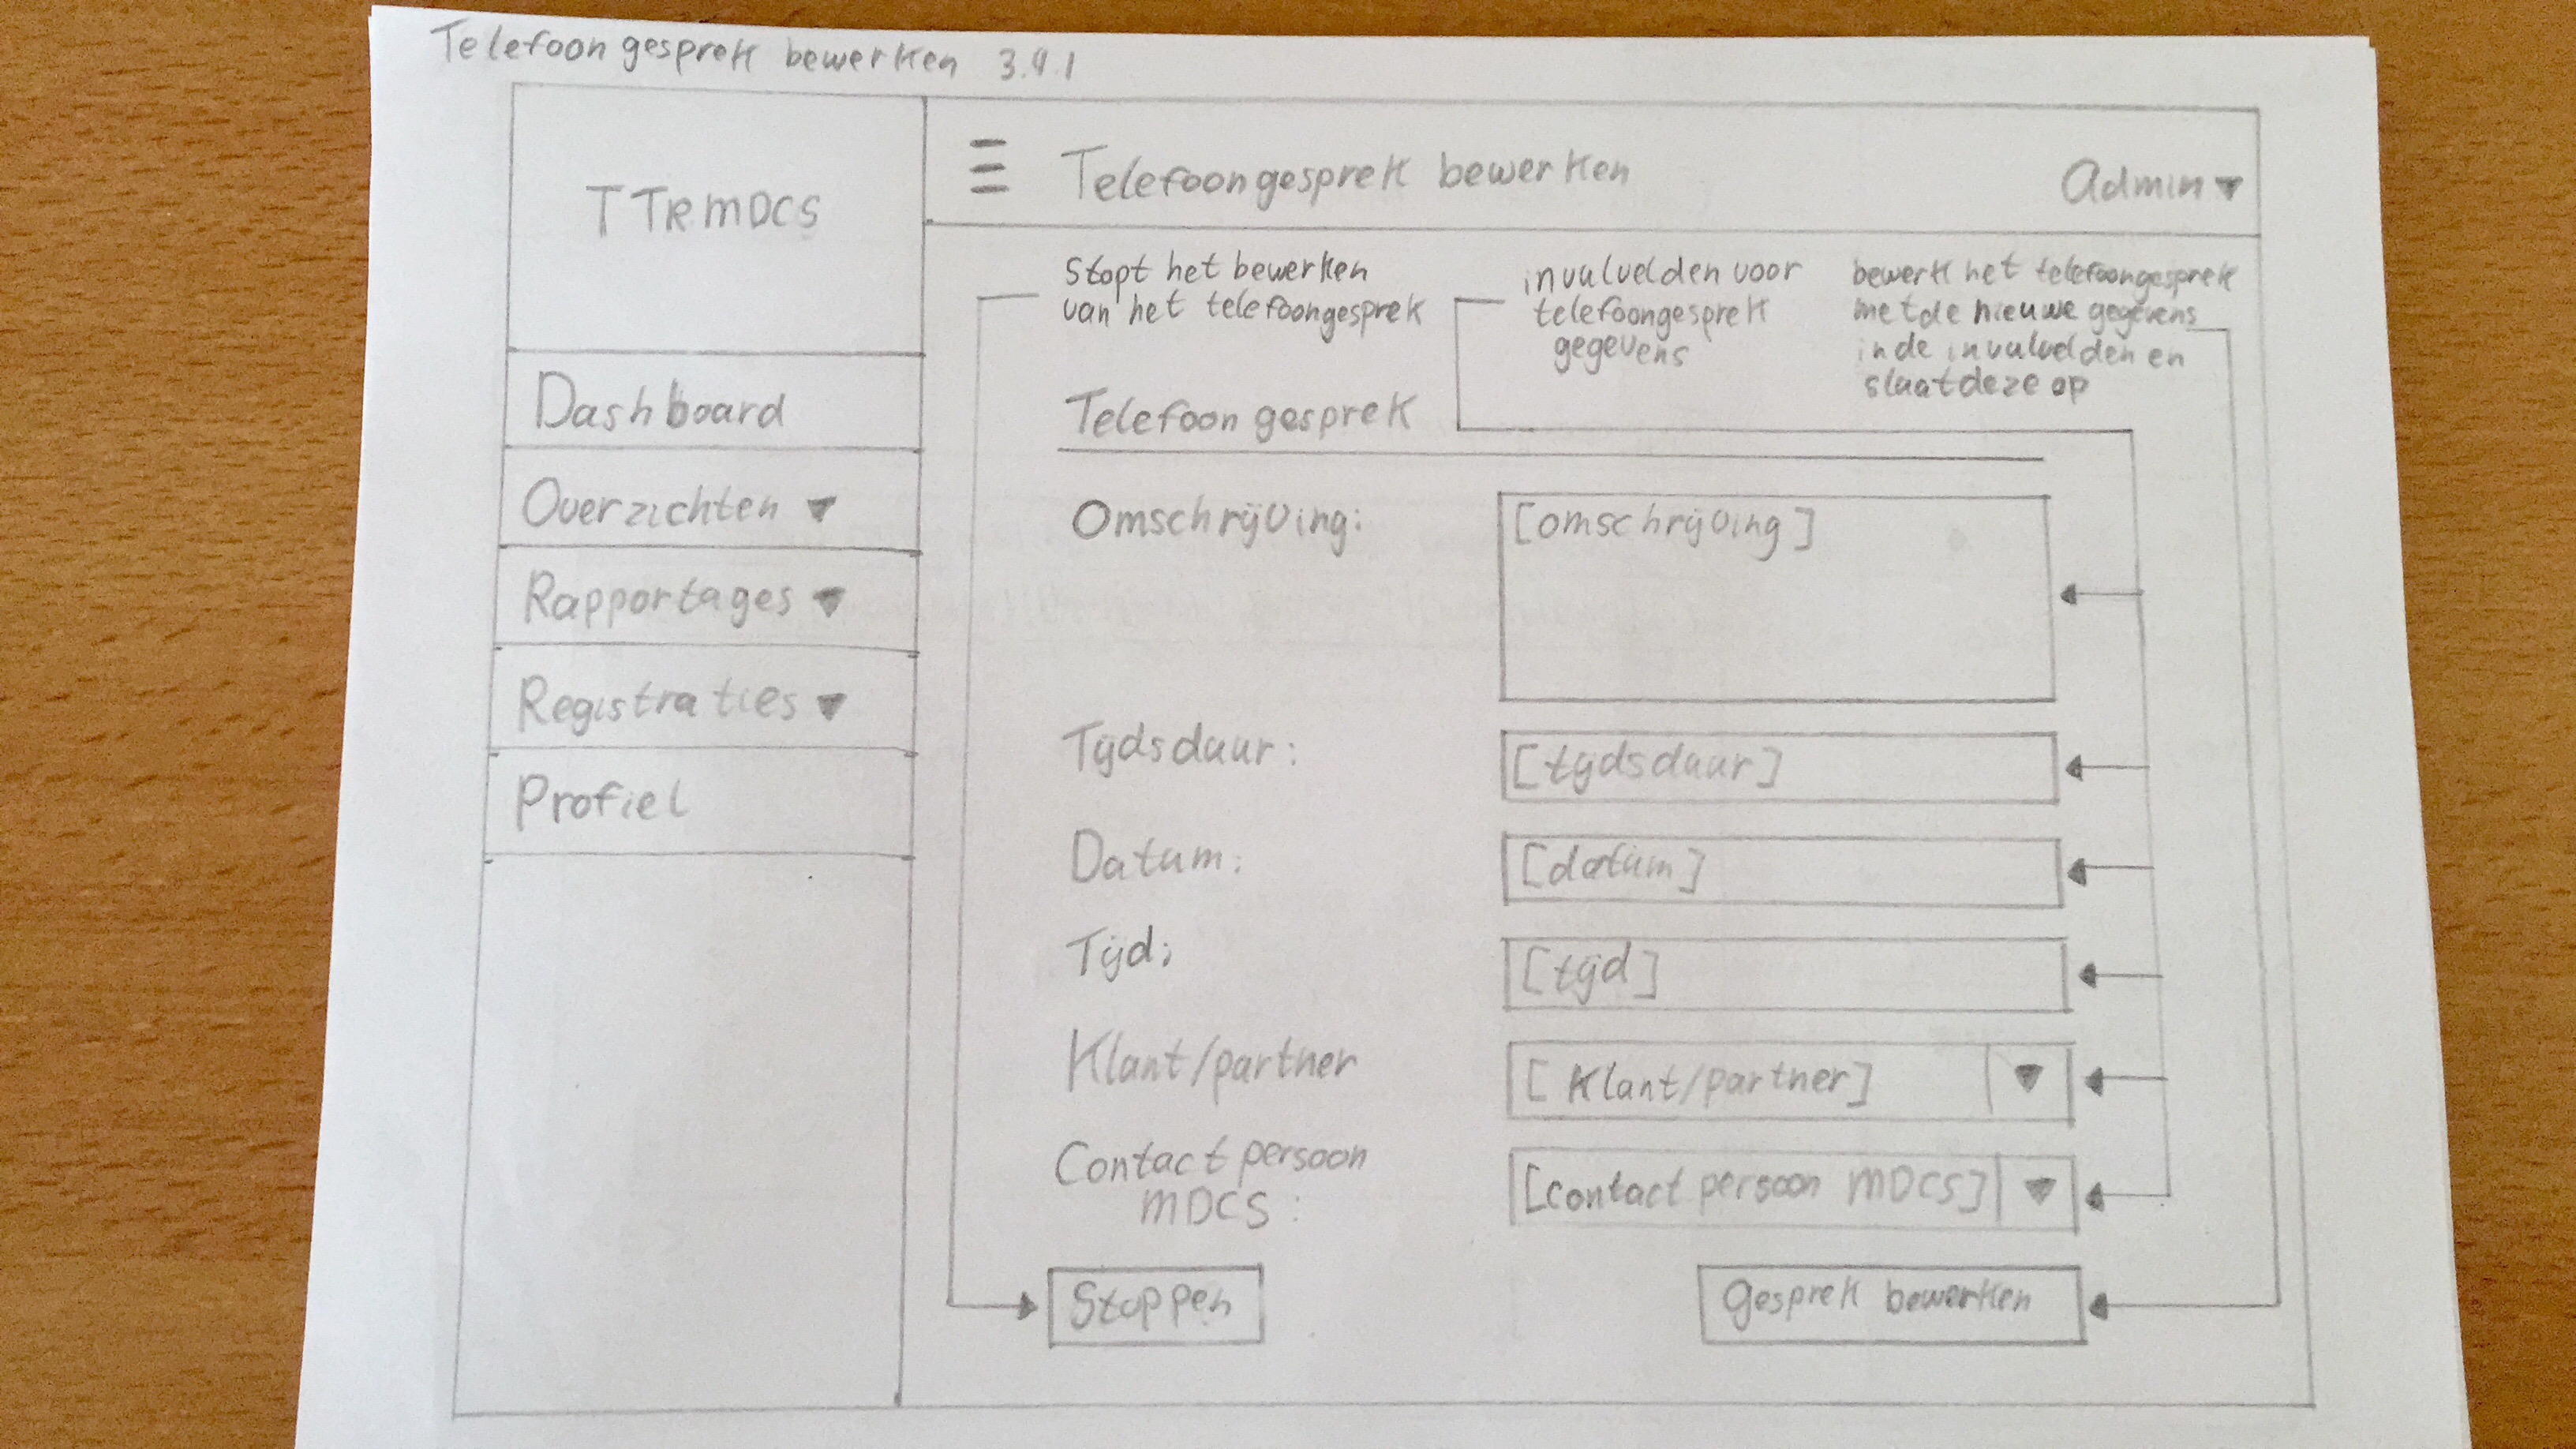 Telefoongesprek bewerken 3.4.1
TTRMDCS
Telefoongesprek bewerken
Admin
Dashboard
Overzichten
Rapportages
Registraties
Profiel
Stopt het bewerken
van het telefoongesprek
invulvelden voor
telefoongesprek
gegevens
bewerk het telefoongesprek
met de nieuwe gegevens
in de invulvelden en
slaat deze op
Telefoongesprek
Omschrijving:
[omschrijving]
Tijdsduur:
[tijdsduur]
Datum:
[datum]
Tijd:
[tijd]
Klant/partner
[Klant/partner]
Contact persoon
MDCS:
[contact persoon MDCS]
Stoppen
Gesprek bewerken